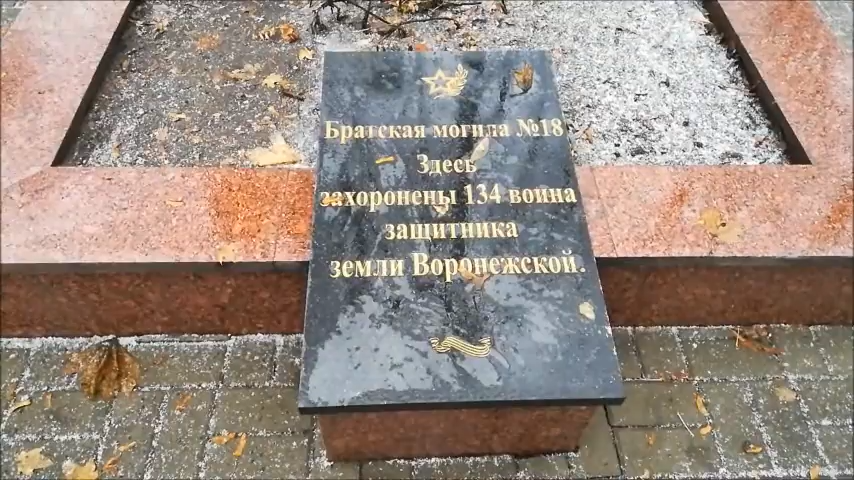 Братская могила №18
Здесь
захоронены 134 воина
защитника
земли Воронежской.